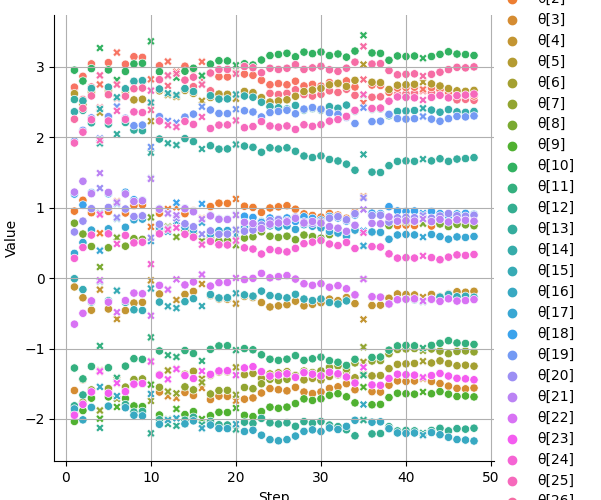 θ[2]
θ[3]
θ[4]
θ[5]
θ[6]
θ[7]
θ[8]
θ[9]
θ[10]
θ[11]
θ[12]
θ[13]
θ[14]
θ[15]
θ[16]
θ[17]
θ[18]
θ[19]
θ[20]
θ[21]
θ[22]
θ[23]
θ[24]
θ[25]
θ[26]
3
2
1
0
−1
−2
Value
0
10
20
30
40
50
Step